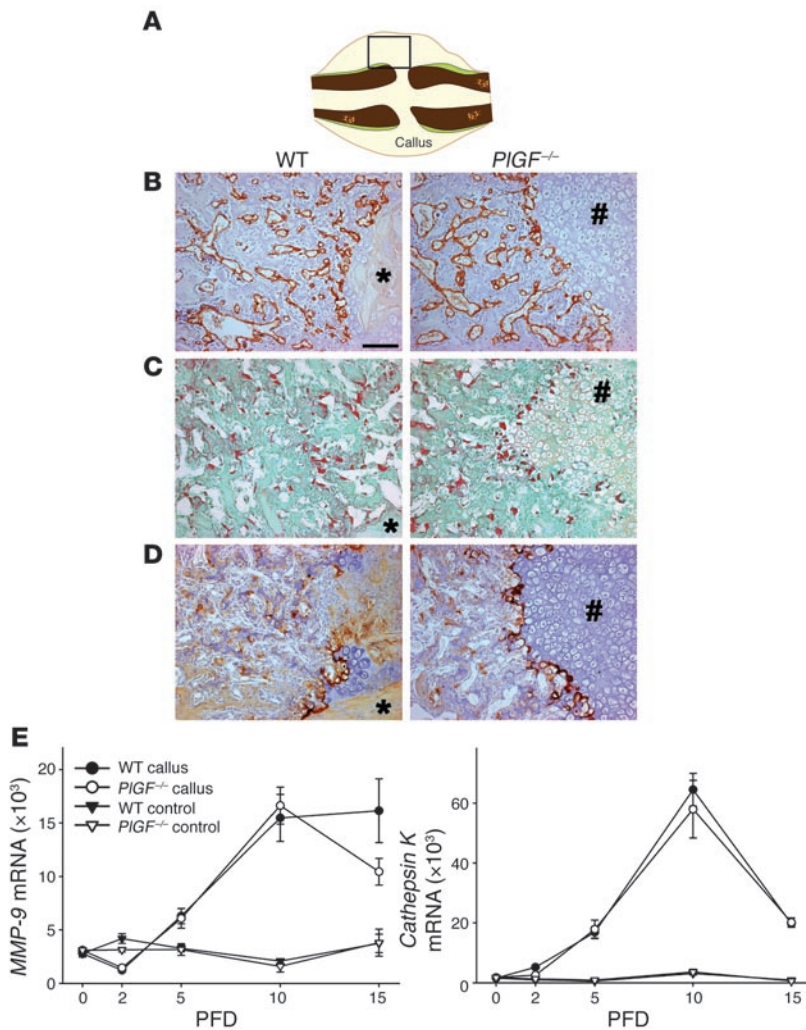 A
Callus
WT
PlGF–/–
B
*
#
C
*
#
D
*
#
E
WT callus
PlGF–/– callus
WT control
PlGF–/– control
MMP-9 mRNA (×10³)
20
15
10
5
0
0 2 5 10 15
PFD
Cathepsin K
mRNA (×10³)
60
40
20
0
0 2 5 10 15
PFD